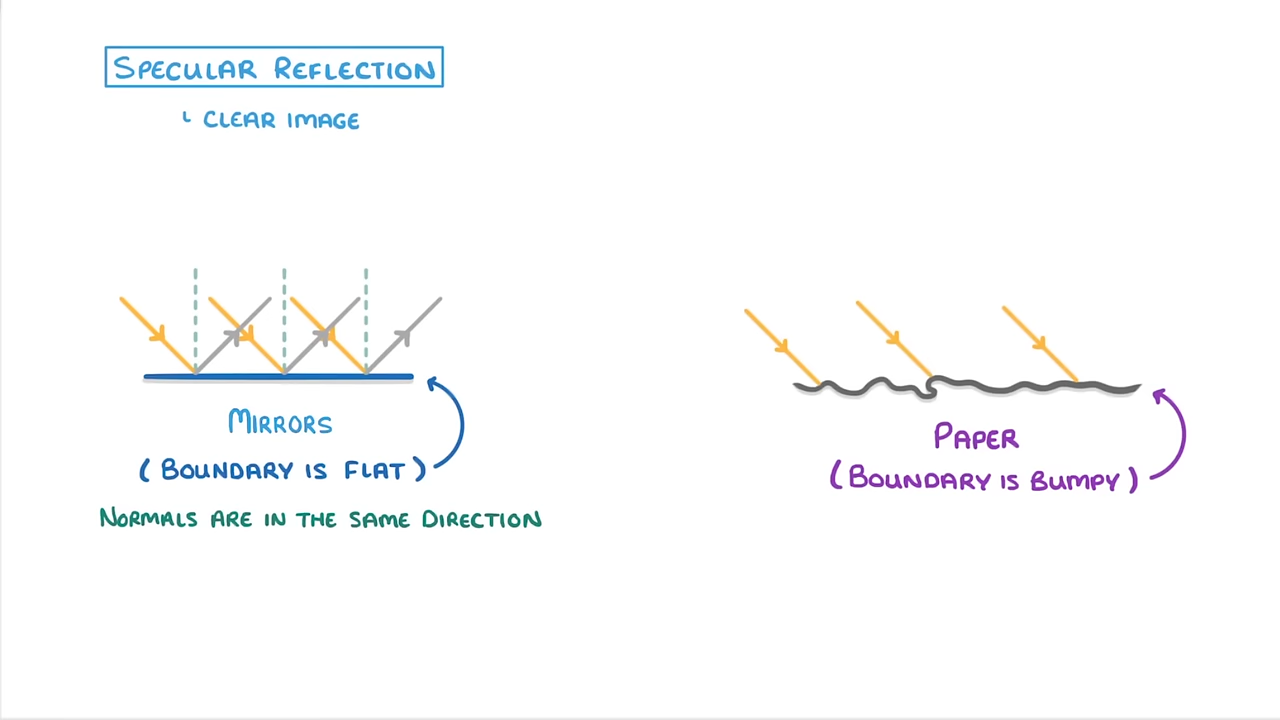 SPECULAR REFLECTION
CLEAR IMAGE
MIRRORS
(BOUNDARY IS FLAT)
NORMALS ARE IN THE SAME DIRECTION
PAPER
(BOUNDARY IS BUMPY)